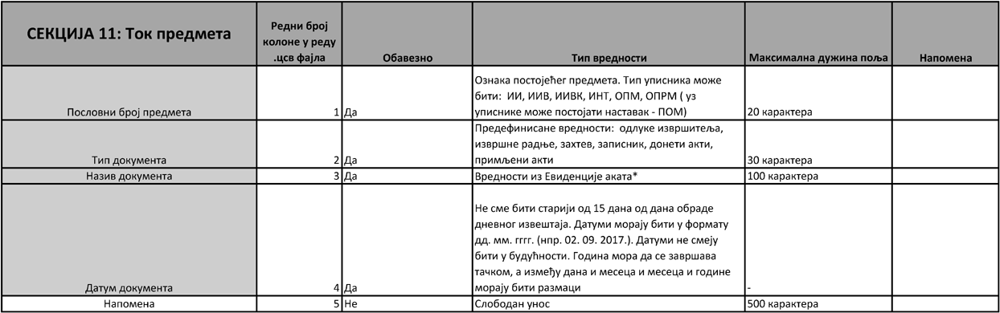 СЕКЦИЈА 11: Ток предмета
Редни број
колоне у реду
.цсв фајла
Обавезно
Тип вредности
Максимална дужина поља
Напомена
Пословни број предмета
1
Да
Ознака постојећег предмета. Тип уписника може
бити:  ИИ, ИИВ, ИИВК, ИНТ, ОПМ, ОПРМ ( уз
уписнике може постојати наставак - ПОМ)
20 карактера
Тип документа
2
Да
Предефинисане вредности:  одлуке извршитеља,
извршне радње, захтев, записник, донети акти,
примљени акти
30 карактера
Назив документа
3
Да
Вредности из Евиденције аката*
100 карактера
Датум документа
4
Да
Не сме бити старији од 15 дана од дана обраде
дневног извештаја. Датуми морају бити у формату
дд. мм. гггг. (нпр. 02. 09. 2017.). Датуми не смеју
бити у будућности. Година мора да се завршава
тачком, а између дана и месеца и месеца и године
морају бити размаци
-
Напомена
5
Не
Слободан унос
500 карактера